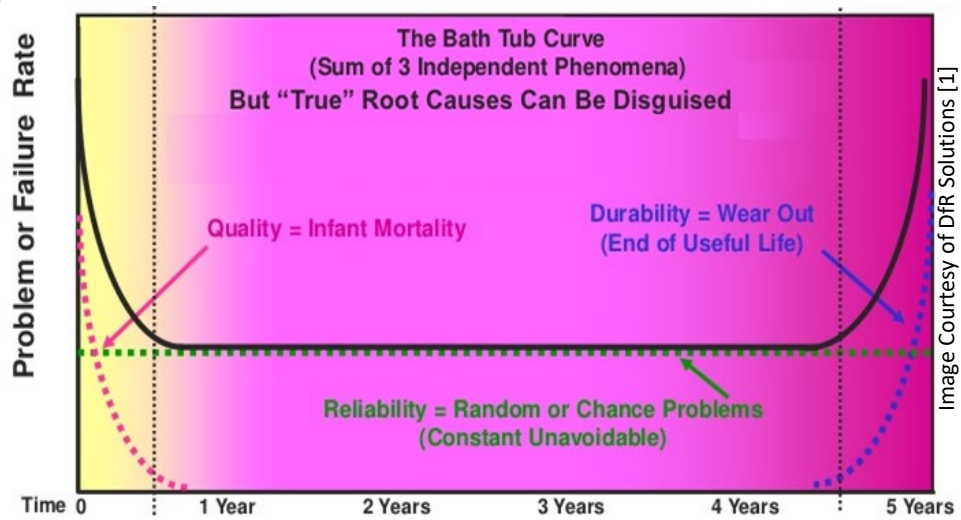 The Bath Tub Curve
(Sum of 3 Independent Phenomena)
But “True” Root Causes Can Be Disguised
Problem or Failure Rate
Quality = Infant Mortality
Durability = Wear Out
(End of Useful Life)
Reliability = Random or Chance Problems
(Constant Unavoidable)
Time 0 1 Year 2 Years 3 Years 4 Years 5 Years
Image Courtesy of DfR Solutions [1]